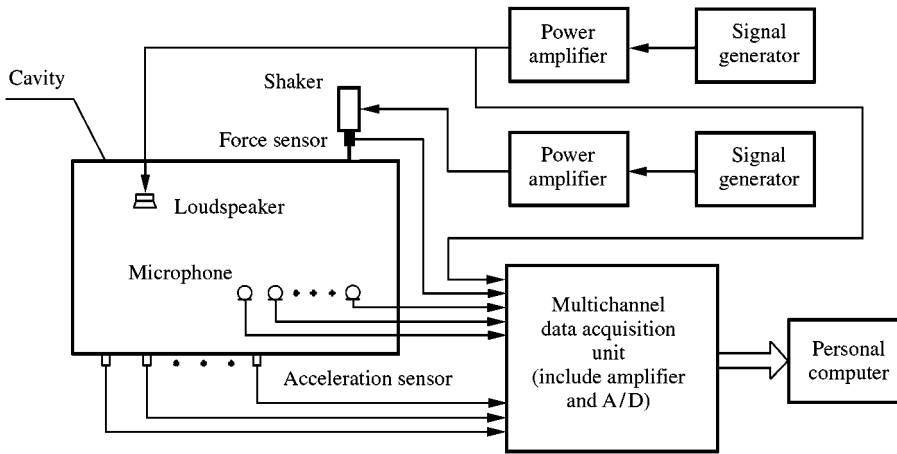 Power
amplifier
Signal
generator
Cavity
Shaker
Force sensor
Power
amplifier
Signal
generator
Loudspeaker
Microphone
Multichannel
data acquisition
unit
(include amplifier
and A/D)
Personal
computer
Acceleration sensor